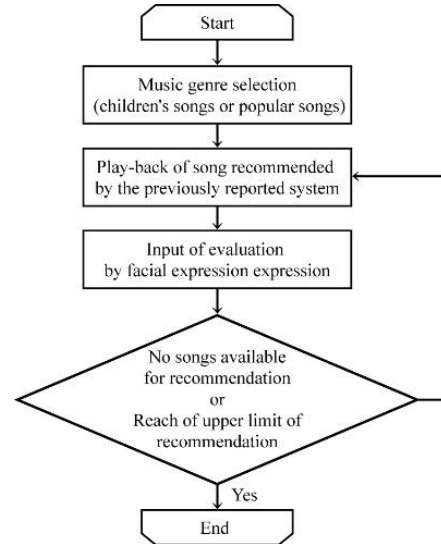 Start
Music genre selection
(children's songs or popular songs)
Play-back of song recommended
by the previously reported system
Input of evaluation
by facial expression expression
No songs available
for recommendation
or
Reach of upper limit of
recommendation
Yes
End